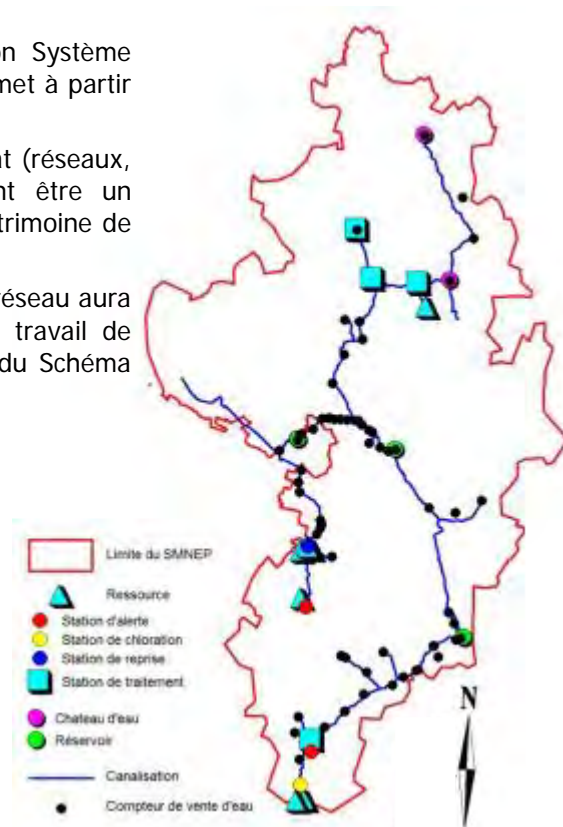 on Système
met à partir
nt (réseaux,
nt être un
trimoine de
réseau aura
travail de
du Schéma
Limite du SMNEP
Ressource
Station d'alerte
Station de chloration
Station de reprise
Station de traitement
Chateau d'eau
Réservoir
Canalisation
Compteur de vente d'eau
N